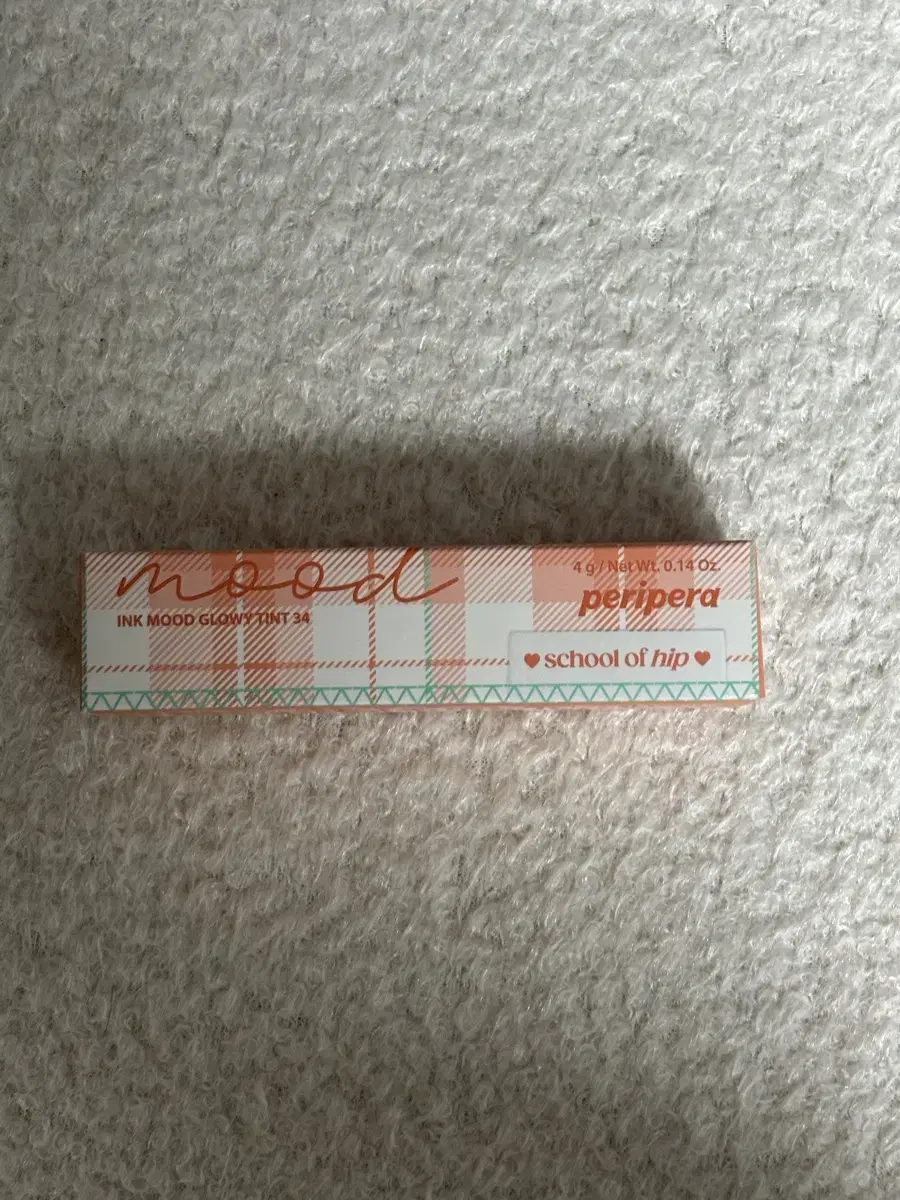 mood
INK MOOD GLOWY TINT 34
4 g / Net Wt. 0.14 Oz.
peripera
♥ school of hip ♥